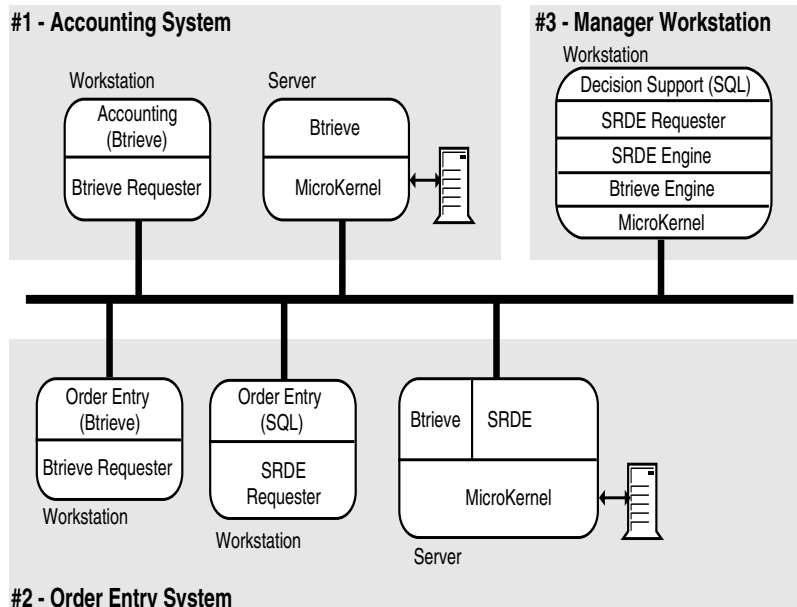 #1 - Accounting System
Workstation
Accounting
(Btrieve)
Btrieve Requester
Server
Btrieve
MicroKernel
#3 - Manager Workstation
Workstation
Decision Support (SQL)
SRDE Requester
SRDE Engine
Btrieve Engine
MicroKernel
Order Entry
(Btrieve)
Btrieve Requester
Workstation
Order Entry
(SQL)
SRDE
Requester
Workstation
Btrieve
SRDE
MicroKernel
Server
#2 - Order Entry System